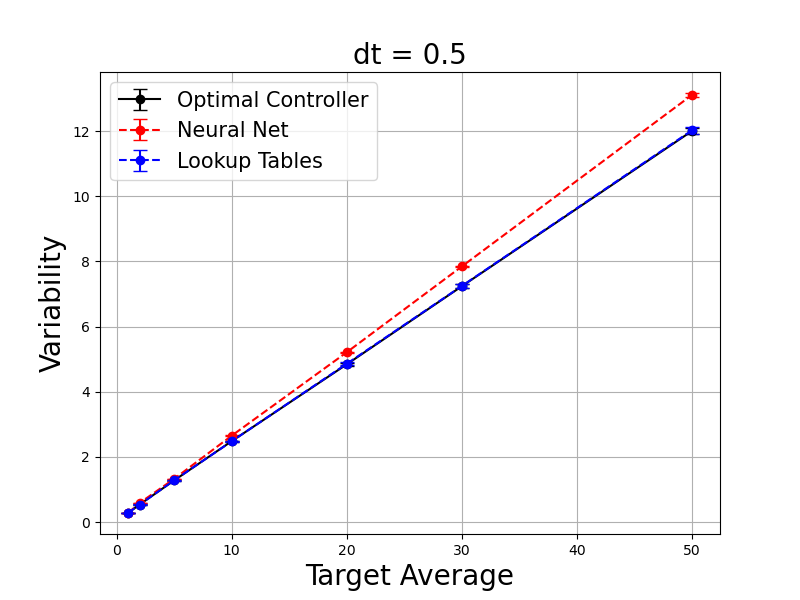 dt = 0.5
Optimal Controller
Neural Net
Lookup Tables
Variability
12
10
8
6
4
2
0
0 10 20 30 40 50
Target Average